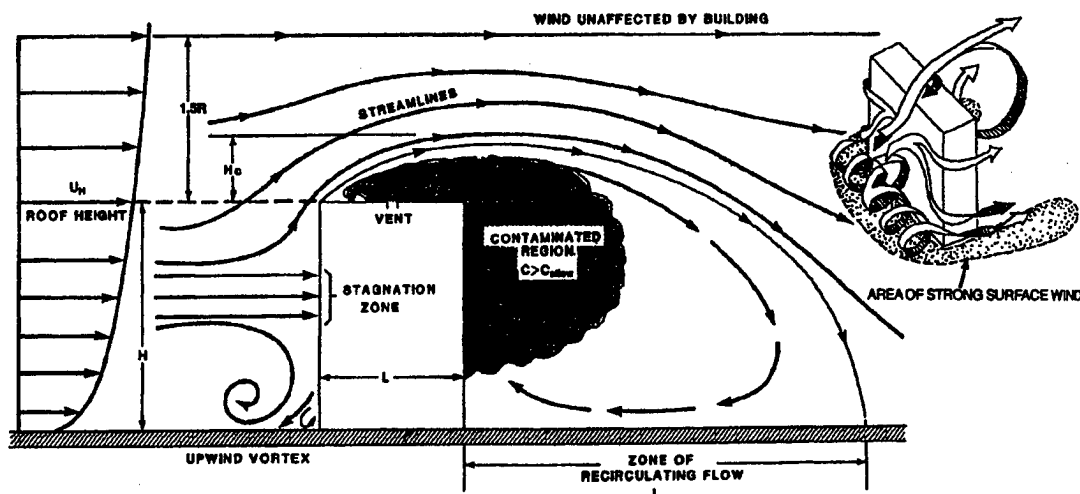 WIND UNAFFECTED BY BUILDING
1.5R
STREAMLINES
Hc
UH
ROOF HEIGHT
VENT
CONTAMINATED
REGION
C>Callow
STAGNATION
ZONE
AREA OF STRONG SURFACE WIND
H
L
UPWIND VORTEX
ZONE OF
RECIRCULATING FLOW